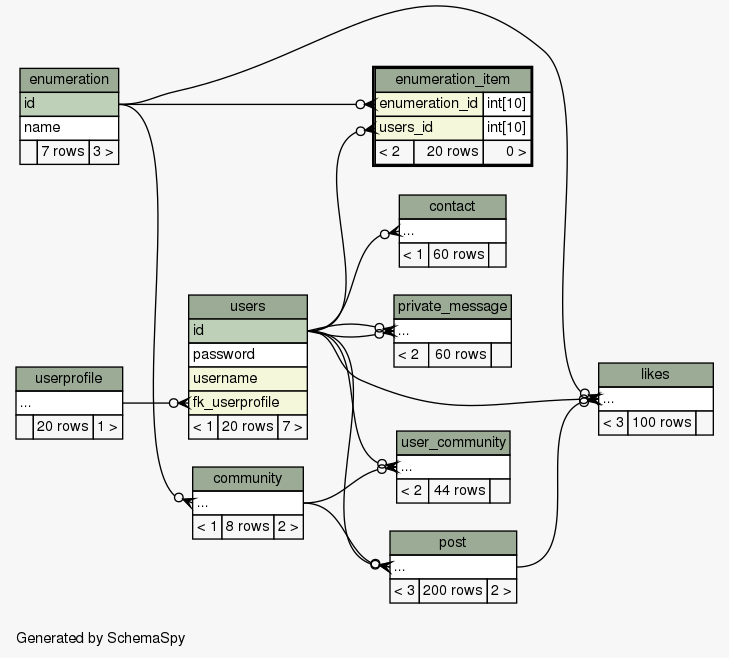 enumeration
id
name
7 rows 3 >
enumeration_item
enumeration_id int[10]
users_id int[10]
< 2 20 rows 0 >
contact
...
< 1 60 rows
users
id
password
username
fk_userprofile
< 1 20 rows 7 >
private_message
...
< 2 60 rows
userprofile
...
20 rows 1 >
likes
...
< 3 100 rows
user_community
...
< 2 44 rows
community
...
< 1 8 rows 2 >
post
...
< 3 200 rows 2 >
Generated by SchemaSpy